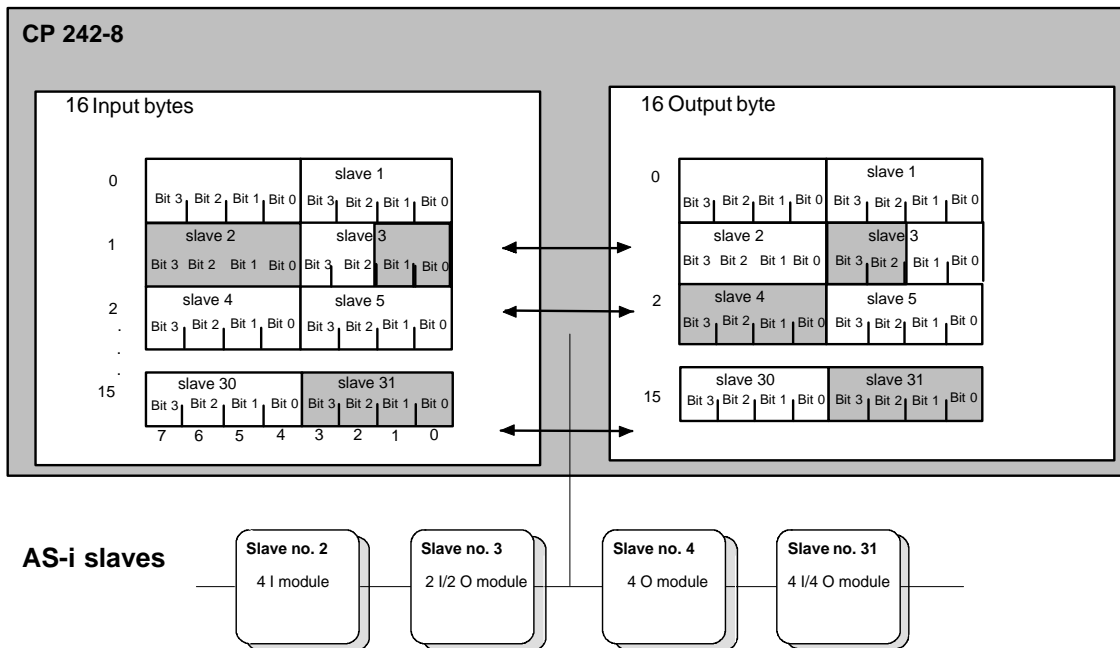 CP 242-8
16 Input bytes
0
slave 1
Bit 3 Bit 2 Bit 1 Bit 0 Bit 3 Bit 2 Bit 1 Bit 0
1
slave 2 slave 3
Bit 3 Bit 2 Bit 1 Bit 0 Bit 3 Bit 2 Bit 1 Bit 0
2
slave 4 slave 5
Bit 3 Bit 2 Bit 1 Bit 0 Bit 3 Bit 2 Bit 1 Bit 0
.
.
.
15
slave 30 slave 31
Bit 3 Bit 2 Bit 1 Bit 0 Bit 3 Bit 2 Bit 1 Bit 0
7 6 5 4 3 2 1 0
16 Output byte
0
slave 1
Bit 3 Bit 2 Bit 1 Bit 0 Bit 3 Bit 2 Bit 1 Bit 0
slave 2 slave 3
Bit 3 Bit 2 Bit 1 Bit 0 Bit 3 Bit 2 Bit 1 Bit 0
2
slave 4 slave 5
Bit 3 Bit 2 Bit 1 Bit 0 Bit 3 Bit 2 Bit 1 Bit 0
15
slave 30 slave 31
Bit 3 Bit 2 Bit 1 Bit 0 Bit 3 Bit 2 Bit 1 Bit 0
AS-i slaves
Slave no. 2
4 I module
Slave no. 3
2 I/2 O module
Slave no. 4
4 O module
Slave no. 31
4 I/4 O module